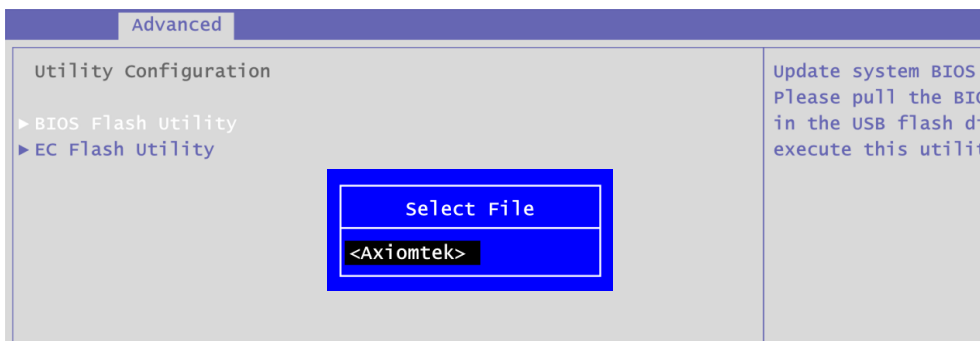 Advanced
Utility Configuration
BIOS Flash Utility
EC Flash Utility
Select File
<Axiomtek>
Update system BIOS
Please pull the
in the USB flash
execute this